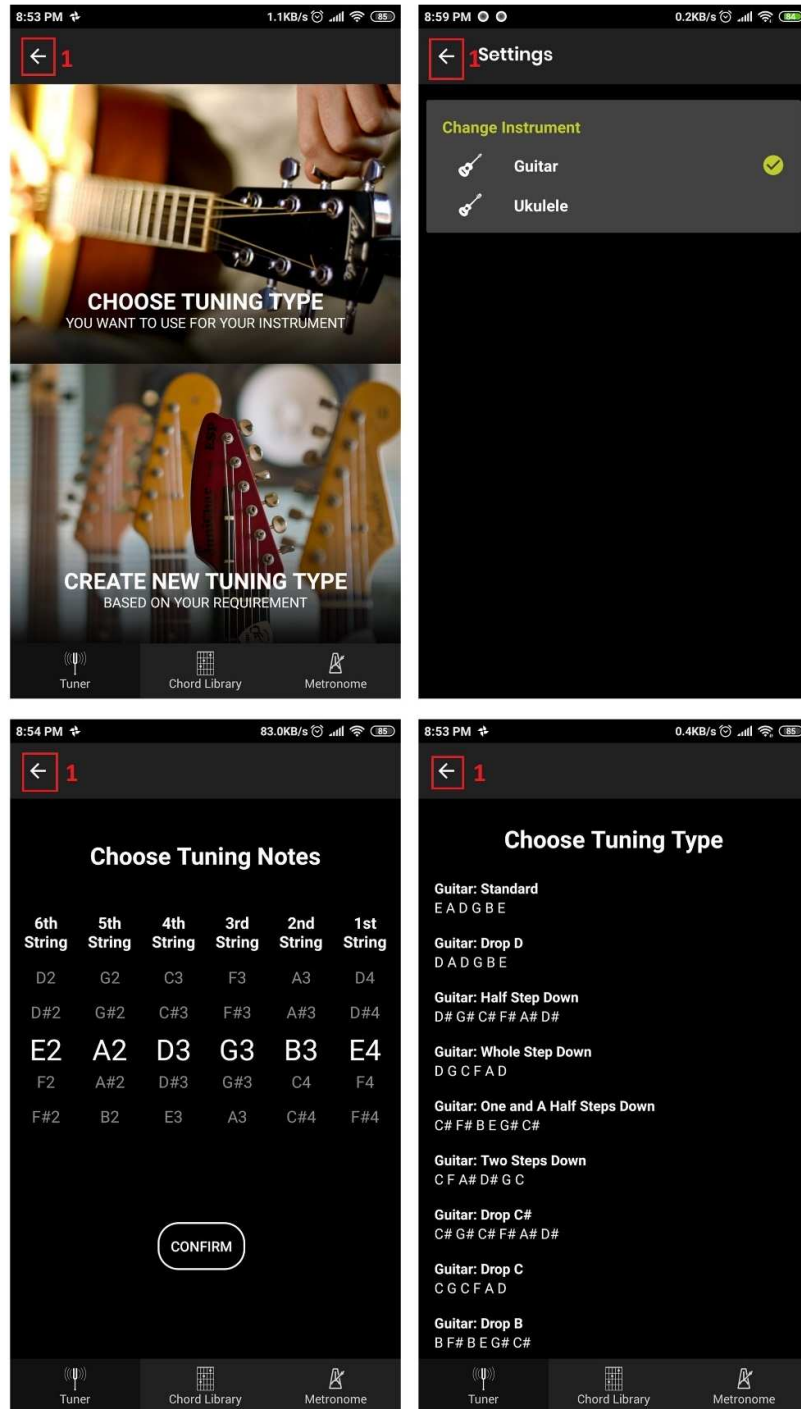 8:53 PM 1.1KB/s 85
1
CHOOSE TUNING TYPE
YOU WANT TO USE FOR YOUR INSTRUMENT
CREATE NEW TUNING TYPE
BASED ON YOUR REQUIREMENT
Tuner Chord Library Metronome
8:59 PM 0.2KB/s 84
1 Settings
Change Instrument
Guitar
Ukulele
8:54 PM 83.0KB/s 85
1
Choose Tuning Notes
6th 5th 4th 3rd 2nd 1st
String String String String String String
D2 G2 C3 F3 A3 D4
D#2 G#2 C#3 F#3 A#3 D#4
E2 A2 D3 G3 B3 E4
F2 A#2 D#3 G#3 C4 F4
F#2 B2 E3 A3 C#4 F#4
CONFIRM
Tuner Chord Library Metronome
8:53 PM 0.4KB/s 85
1
Choose Tuning Type
Guitar: Standard
E A D G B E
Guitar: Drop D
D A D G B E
Guitar: Half Step Down
D# G# C# F# A# D#
Guitar: Whole Step Down
D G C F A D
Guitar: One and A Half Steps Down
C# F# B E G# C#
Guitar: Two Steps Down
C F A# D# G C
Guitar: Drop C#
C# G# C# F# A# D#
Guitar: Drop C
C G C F A D
Guitar: Drop B
B F# B E G# C#
Tuner Chord Library Metronome